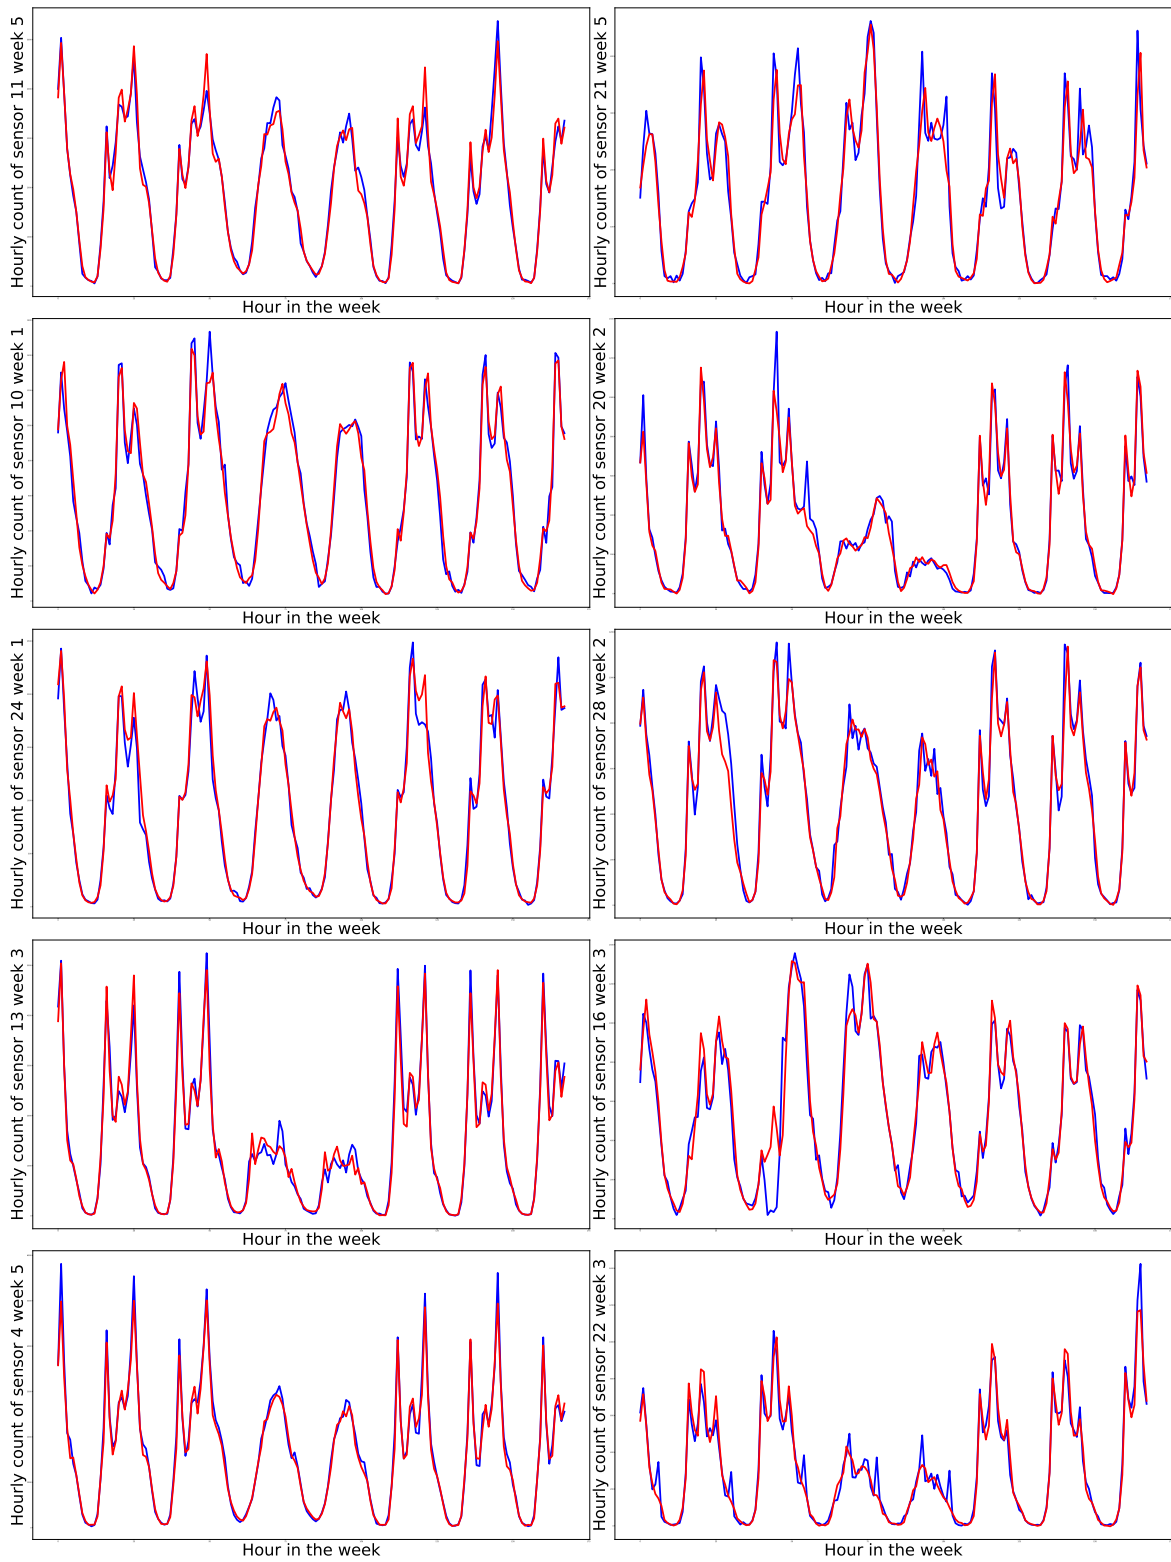 Hourly count of sensor 11 week 5
Hour in the week
Hourly count of sensor 21 week 5
Hour in the week
Hourly count of sensor 10 week 1
Hour in the week
Hourly count of sensor 20 week 2
Hour in the week
Hourly count of sensor 24 week 1
Hour in the week
Hourly count of sensor 28 week 2
Hour in the week
Hourly count of sensor 13 week 3
Hour in the week
Hourly count of sensor 16 week 3
Hour in the week
Hourly count of sensor 4 week 5
Hour in the week
Hourly count of sensor 22 week 3
Hour in the week